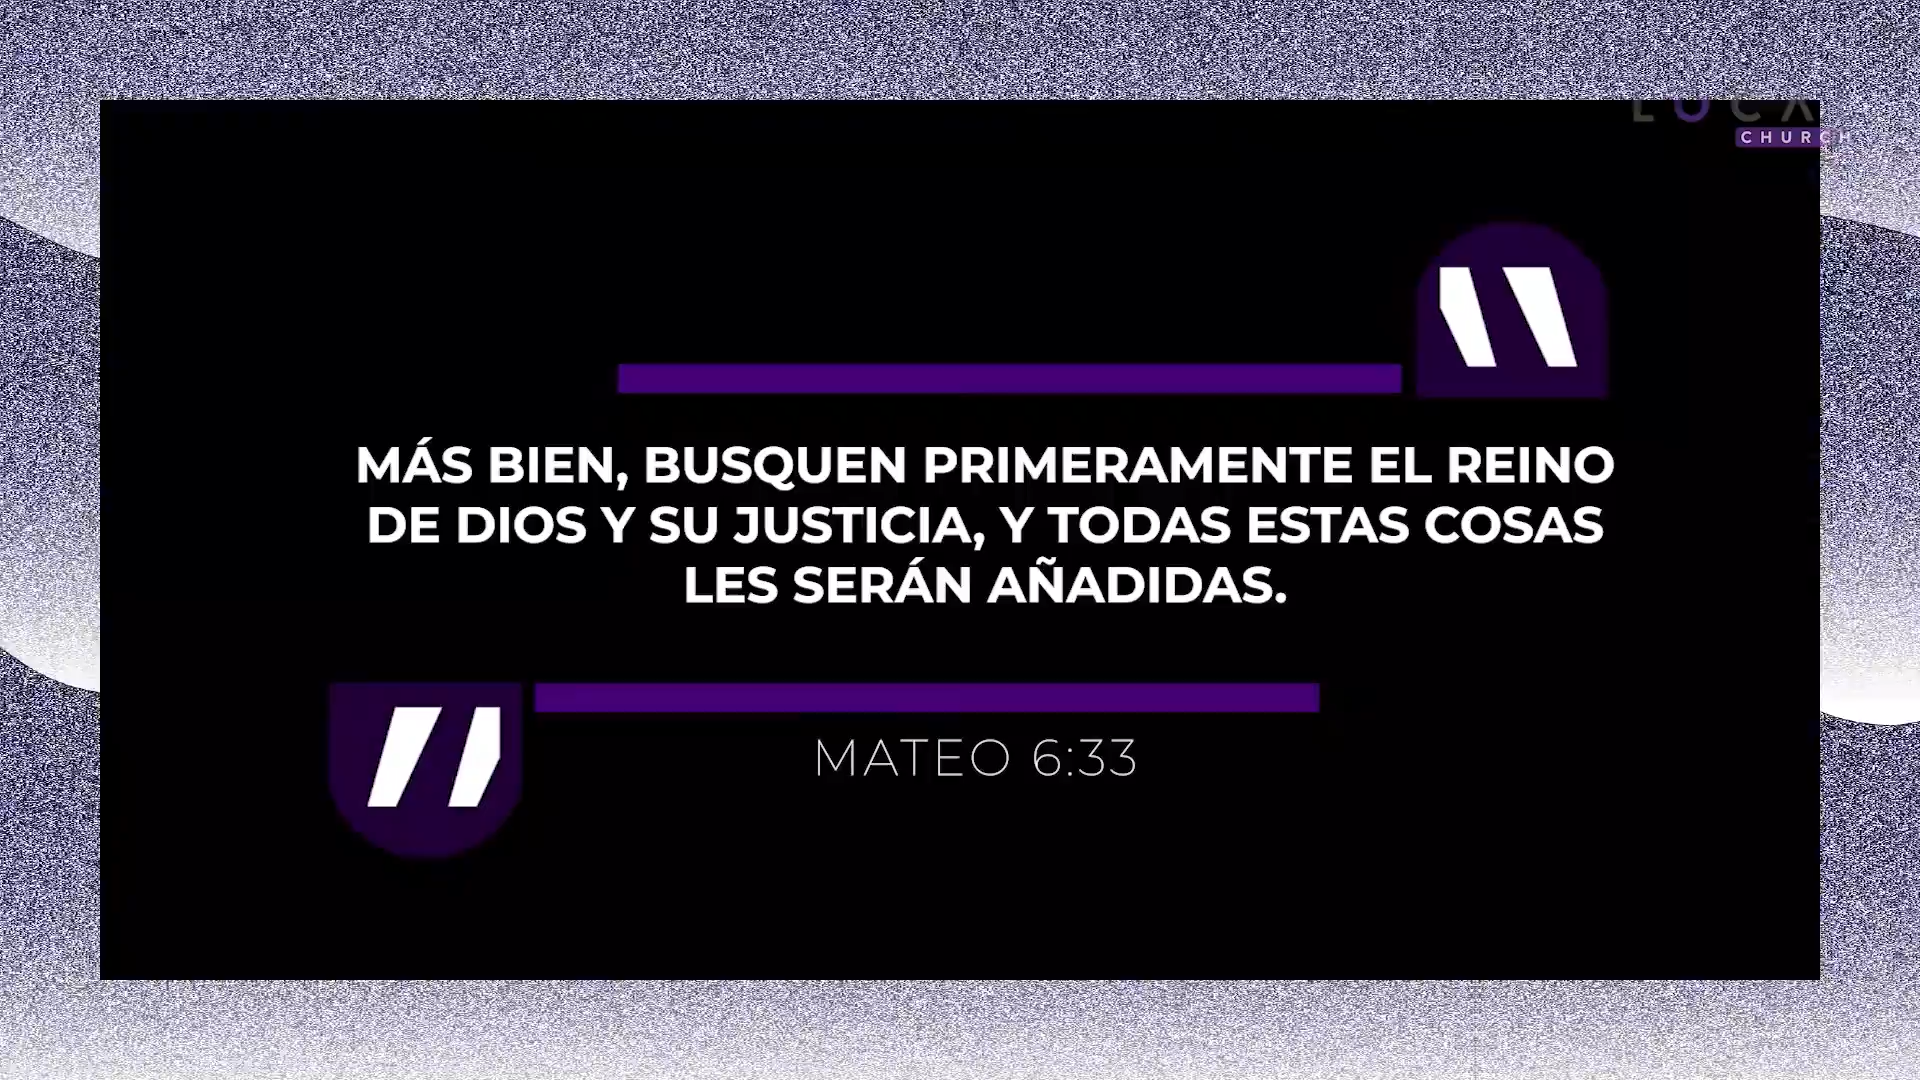 CHURCH
MÁS BIEN, BUSQUEN PRIMERAMENTE EL REINO
DE DIOS Y SU JUSTICIA, Y TODAS ESTAS COSAS
LES SERÁN AÑADIDAS.
MATEO 6:33